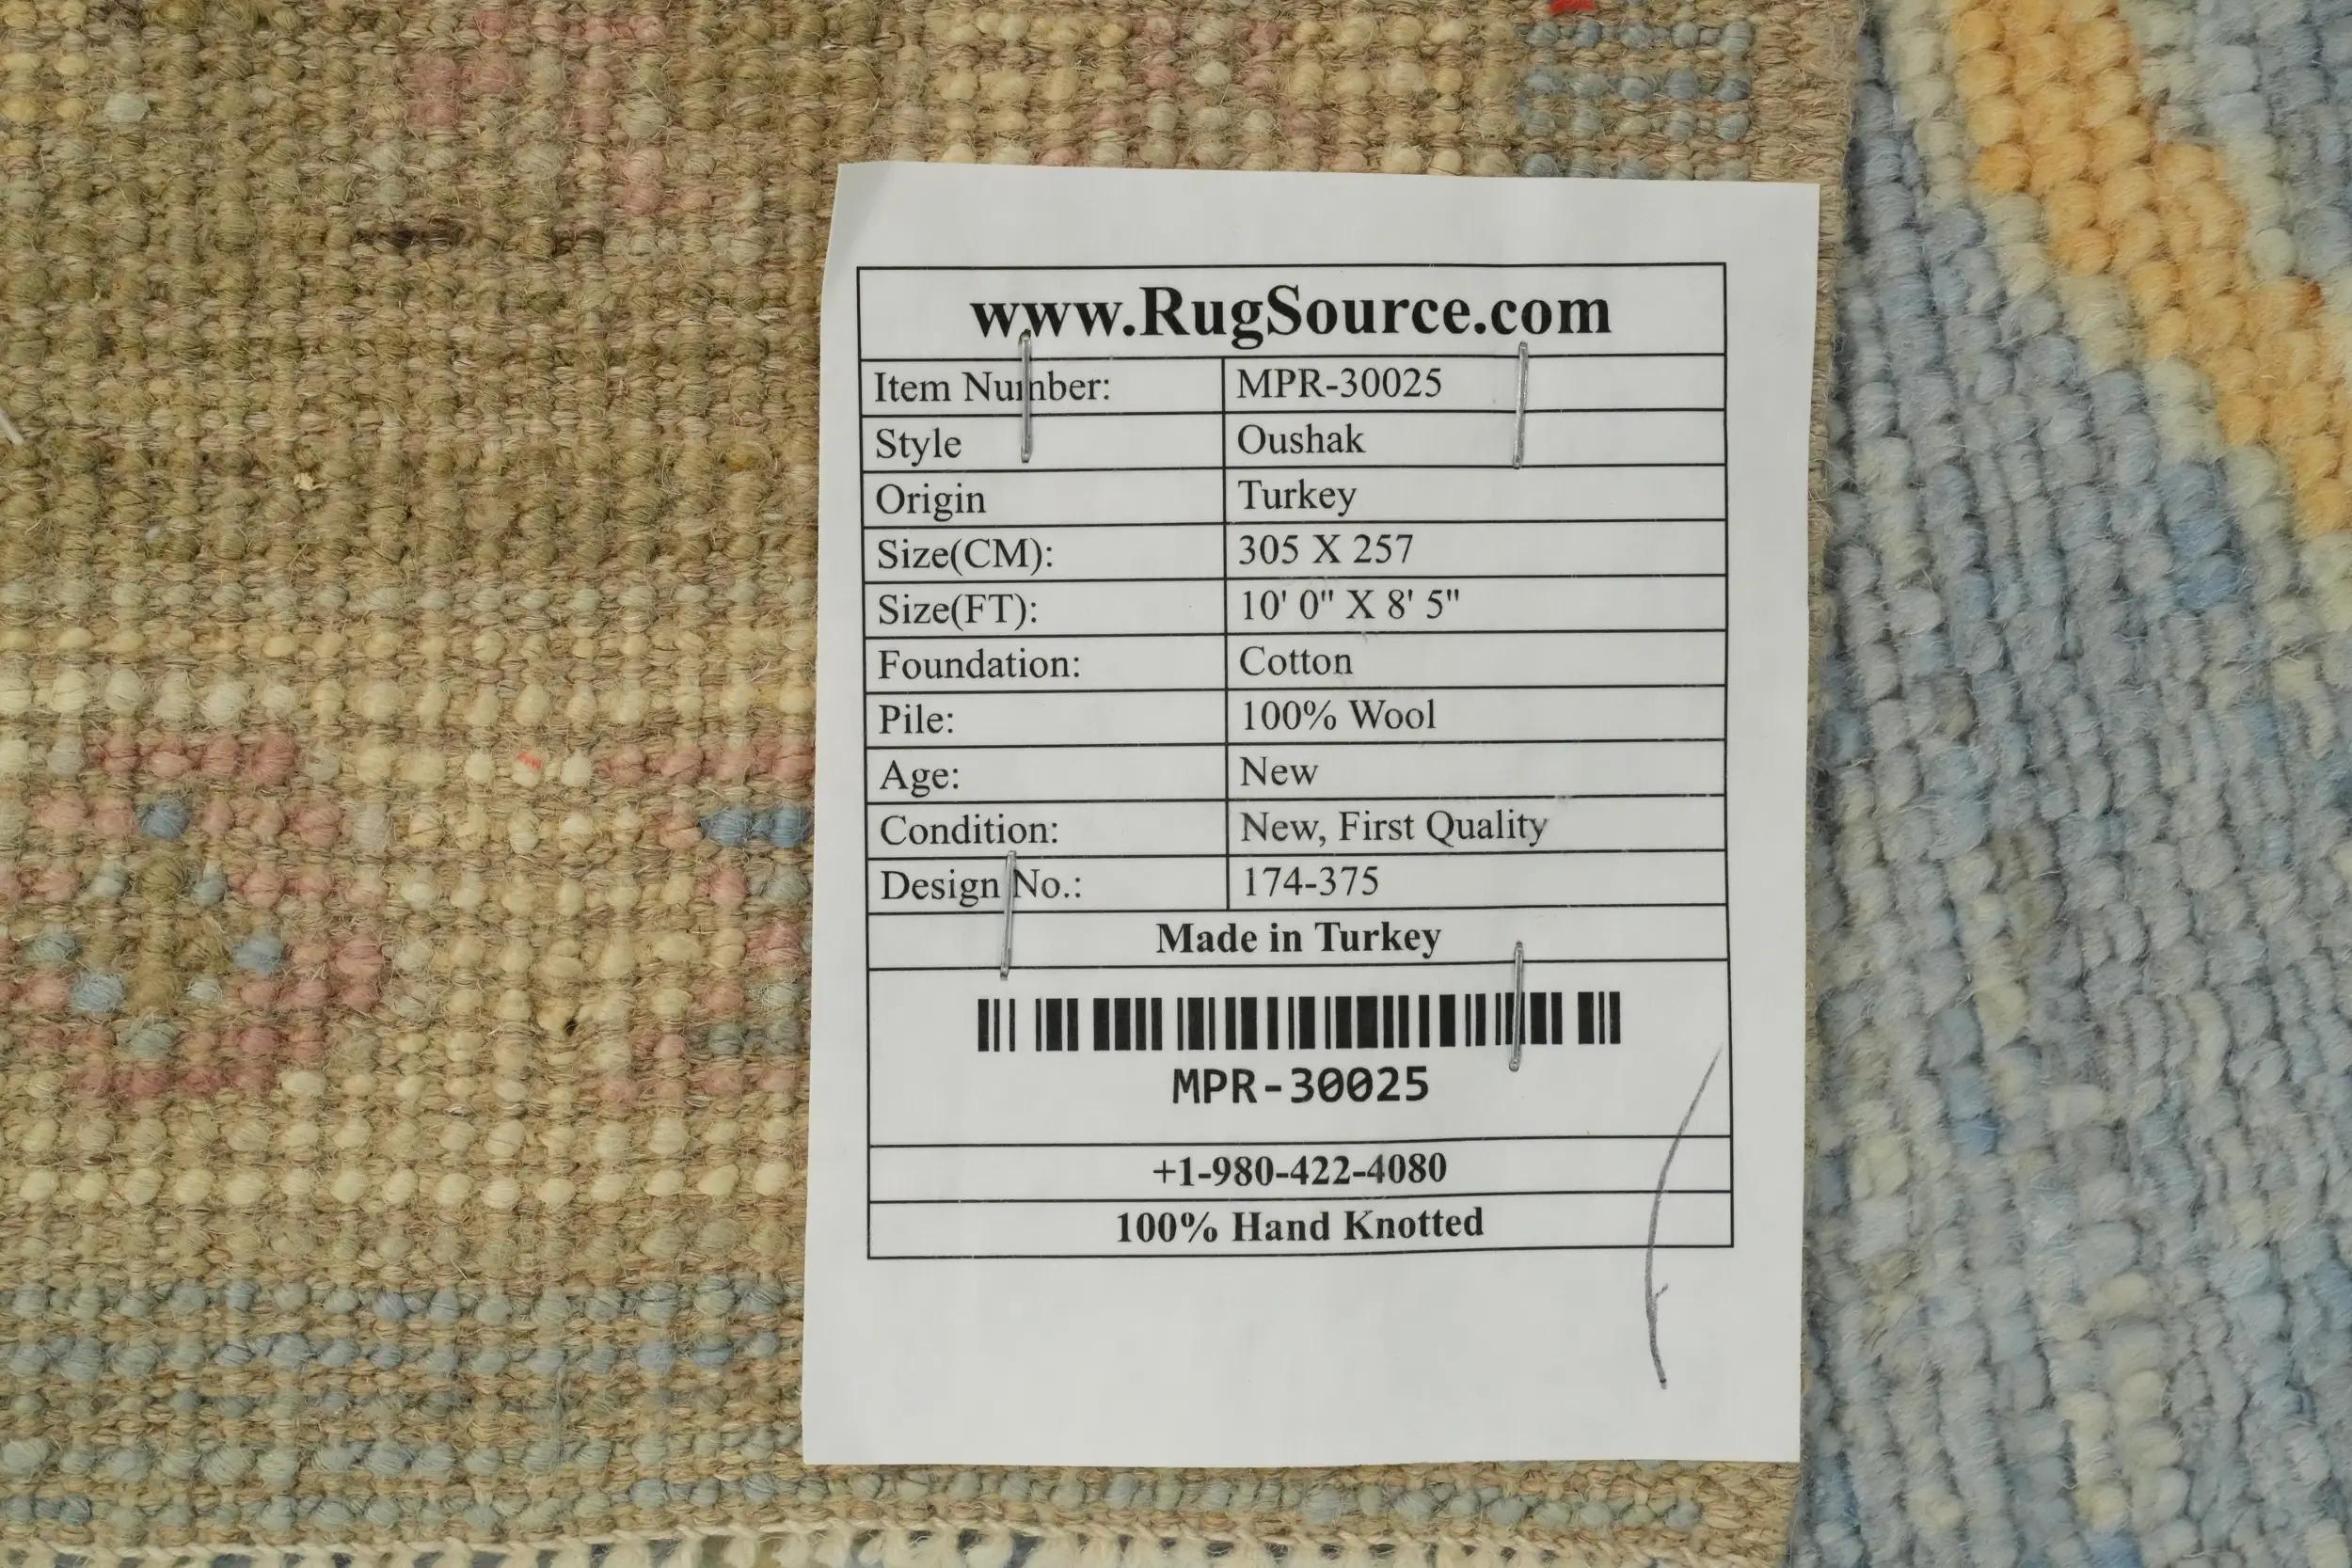 www.RugSource.com
Item Number: MPR-30025
Style Oushak
Origin Turkey
Size(CM): 305 X 257
Size(FT): 10' 0" X 8' 5"
Foundation: Cotton
Pile: 100% Wool
Age: New
Condition: New, First Quality
Design No.: 174-375
Made in Turkey
MPR-30025
+1-980-422-4080
100% Hand Knotted